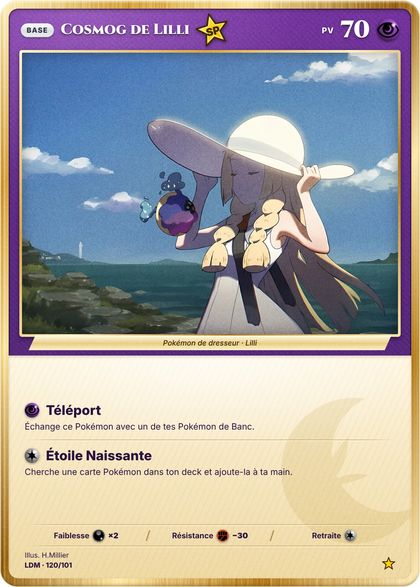 BASE COSMOG DE LILLI SP PV 70
Pokémon de dresseur · Lilli
Téléport
Échange ce Pokémon avec un de tes Pokémon de Banc.
Étoile Naissante
Cherche une carte Pokémon dans ton deck et ajoute-la à ta main.
Faiblesse ×2 / Résistance −30 / Retraite
Illus. H.Millier
LDM · 120/101